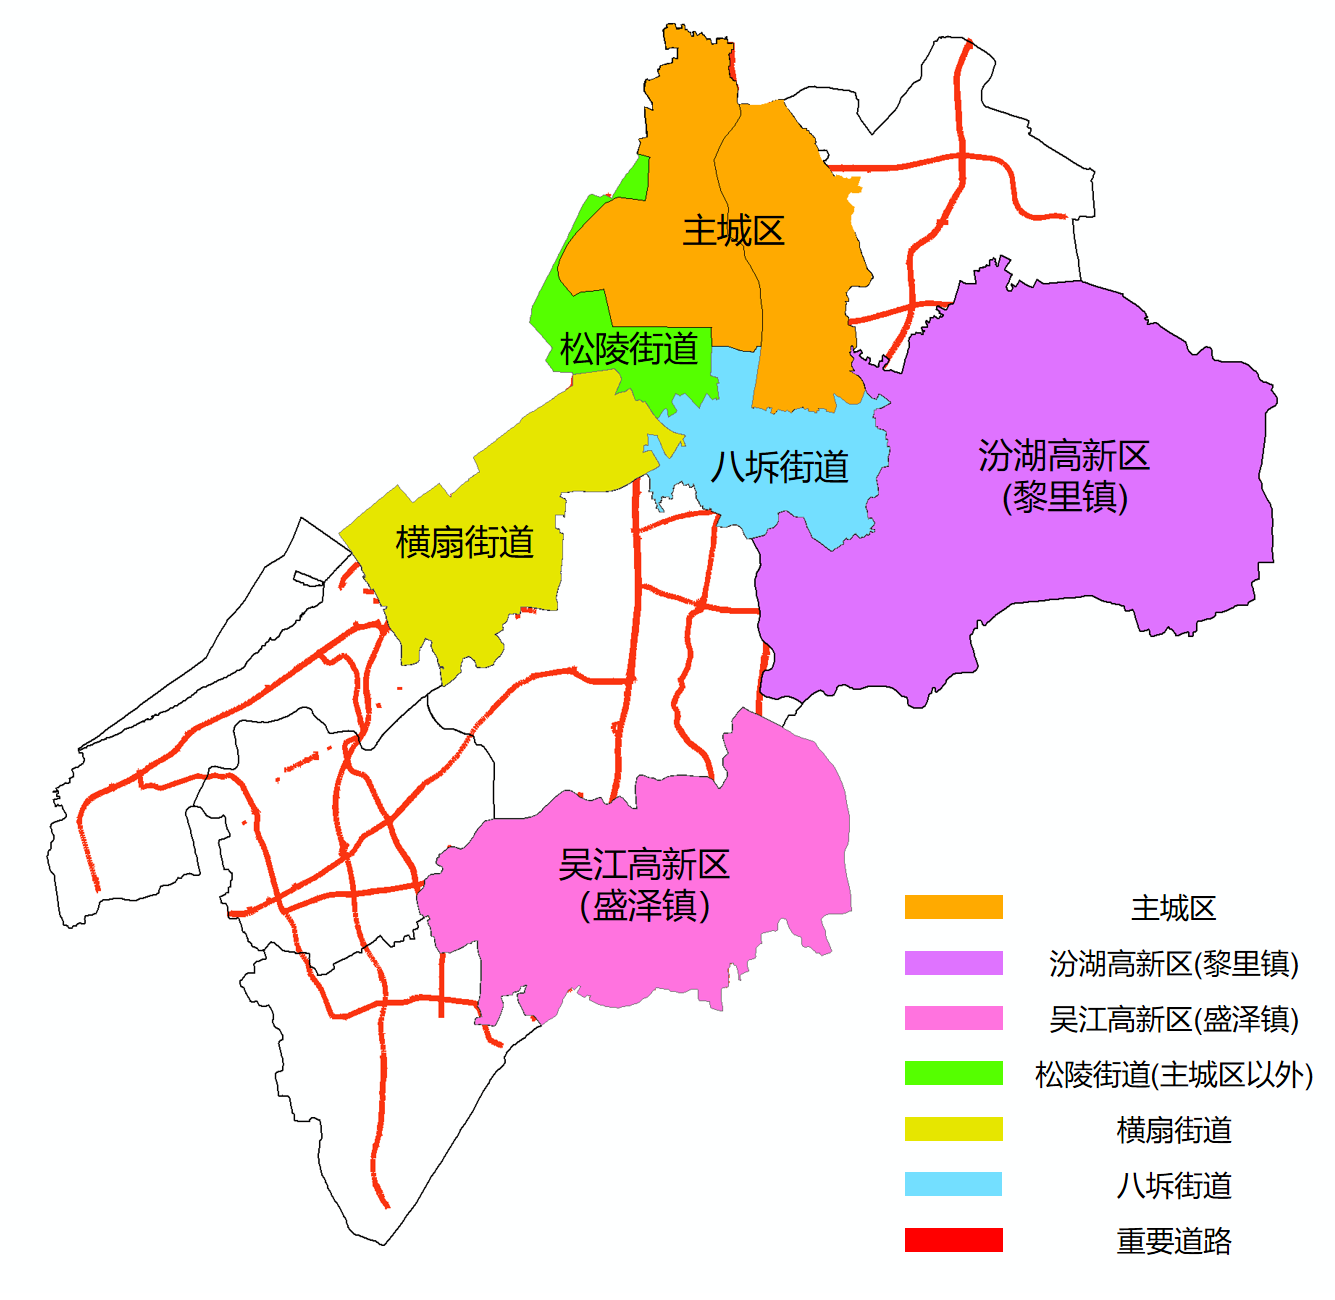 主城区
松陵街道
八坼街道
汾湖高新区
(黎里镇)
横扇街道
吴江高新区
(盛泽镇)
主城区
汾湖高新区(黎里镇)
吴江高新区(盛泽镇)
松陵街道(主城区以外)
横扇街道
八坼街道
重要道路